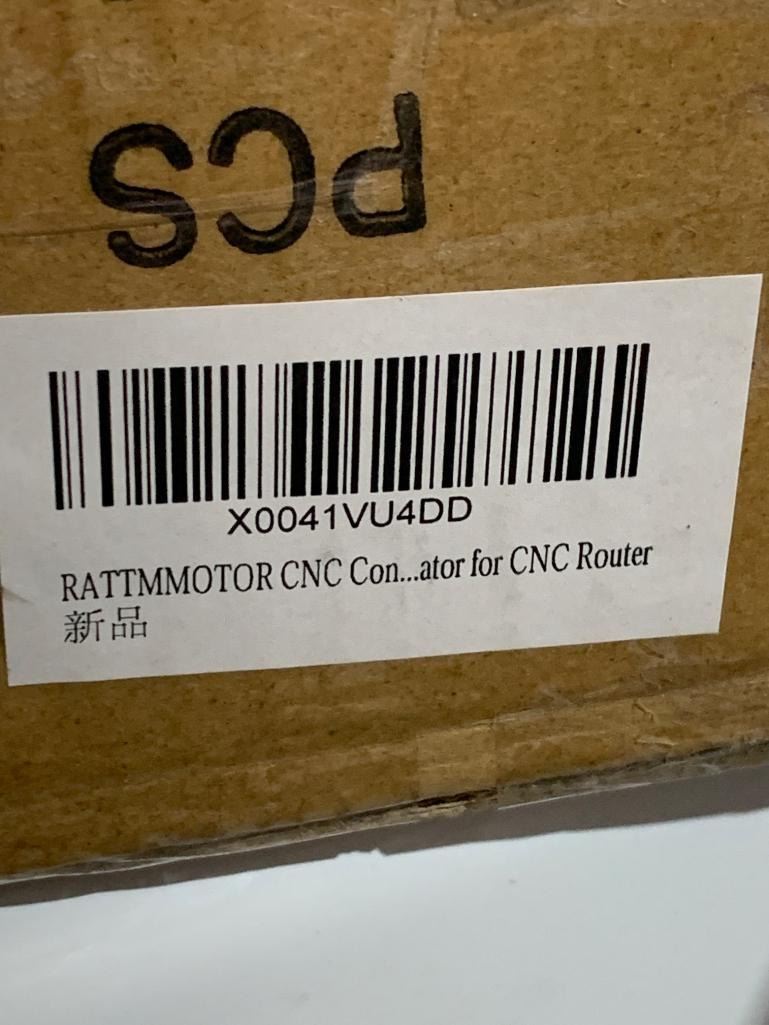 PCS
X0041VU4DD
RATTMMOTOR CNC Con...ator for CNC Router
新品